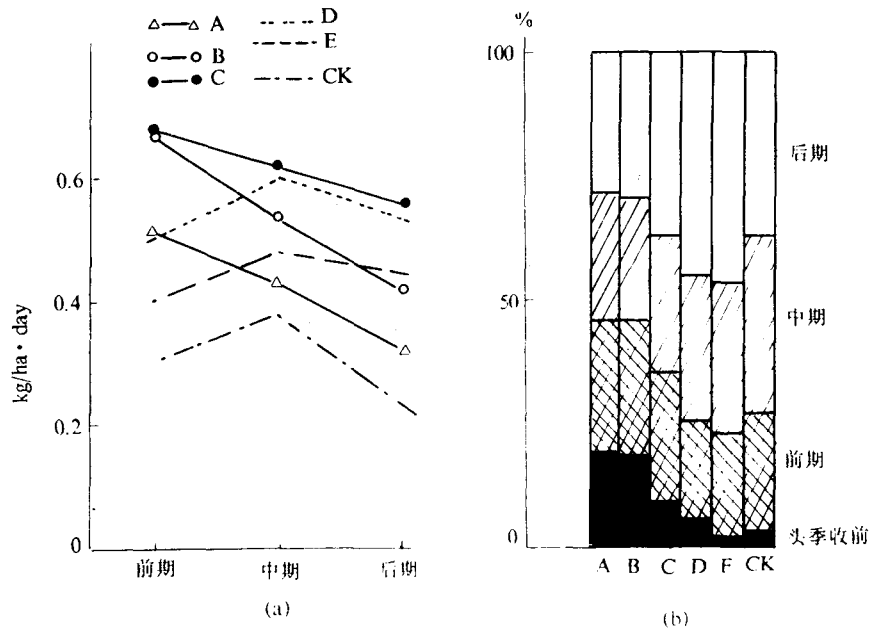 A
B
C
D
E
CK
kg/ha·day
0.6
0.4
0.2
0
前期
中期
后期
(a)
%
100
50
0
后期
中期
前期
头季收前
A B C D F CK
(b)